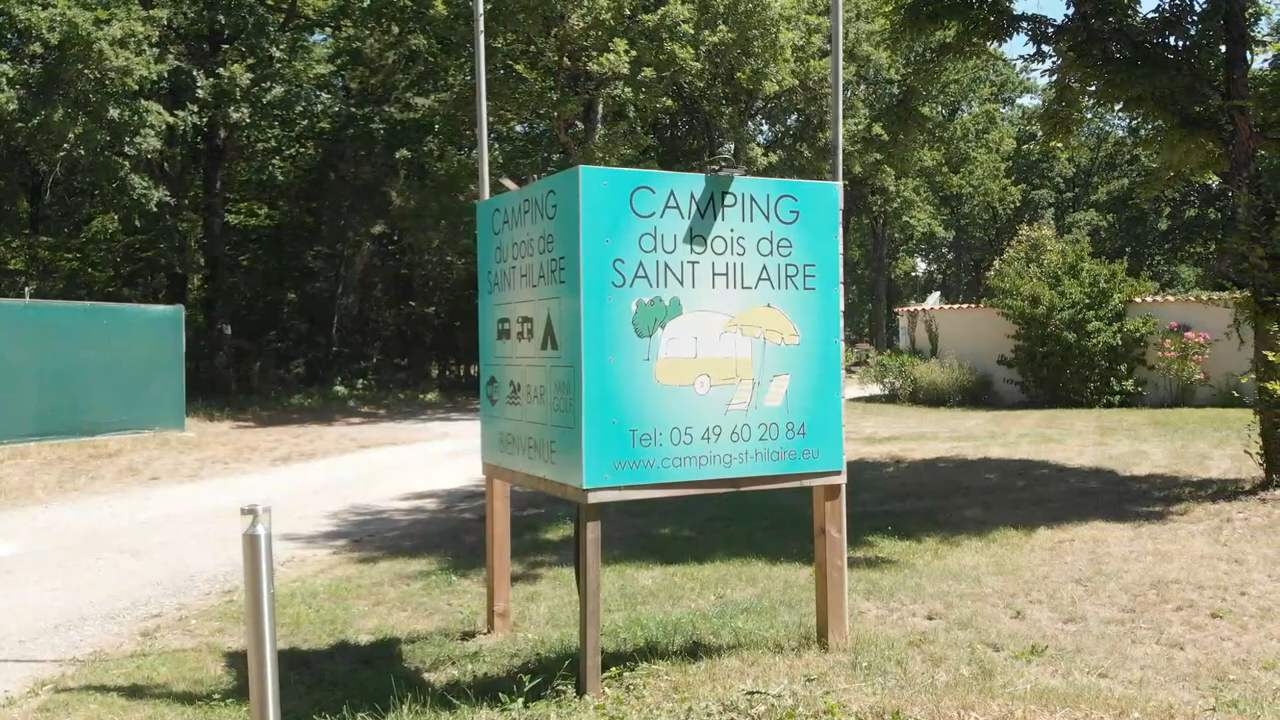 CAMPING
du bois de
SAINT HILAIRE
BAR
MINI
GOLF
BIENVENUE
CAMPING
du bois de
SAINT HILAIRE
Tel: 05 49 60 20 84
www.camping-st-hilaire.eu